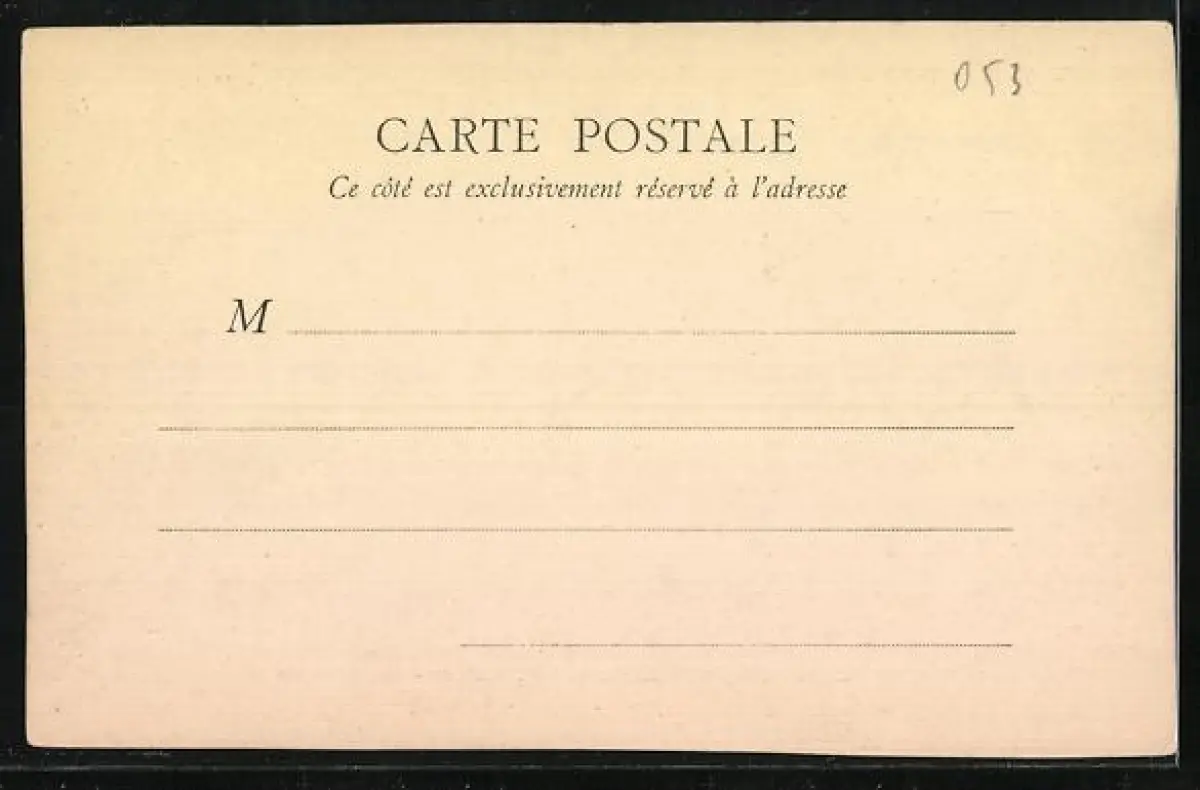 053
CARTE POSTALE
Ce côté est exclusivement réservé à l'adresse
M